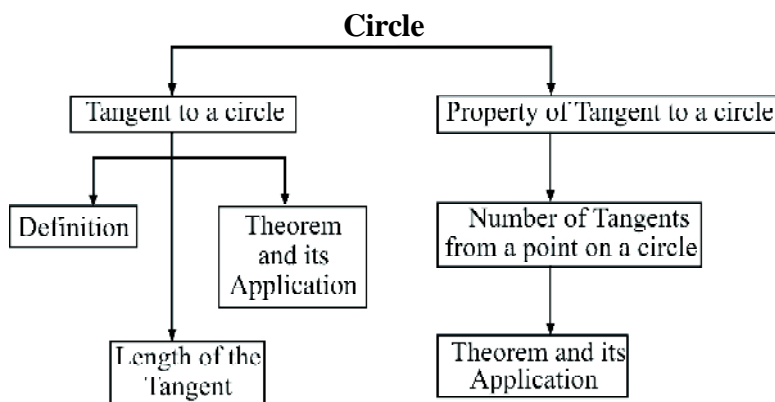 Circle
Tangent to a circle
Property of Tangent to a circle
Definition
Theorem
and its
Application
Number of Tangents
from a point on a circle
Length of the
Tangent
Theorem and its
Application